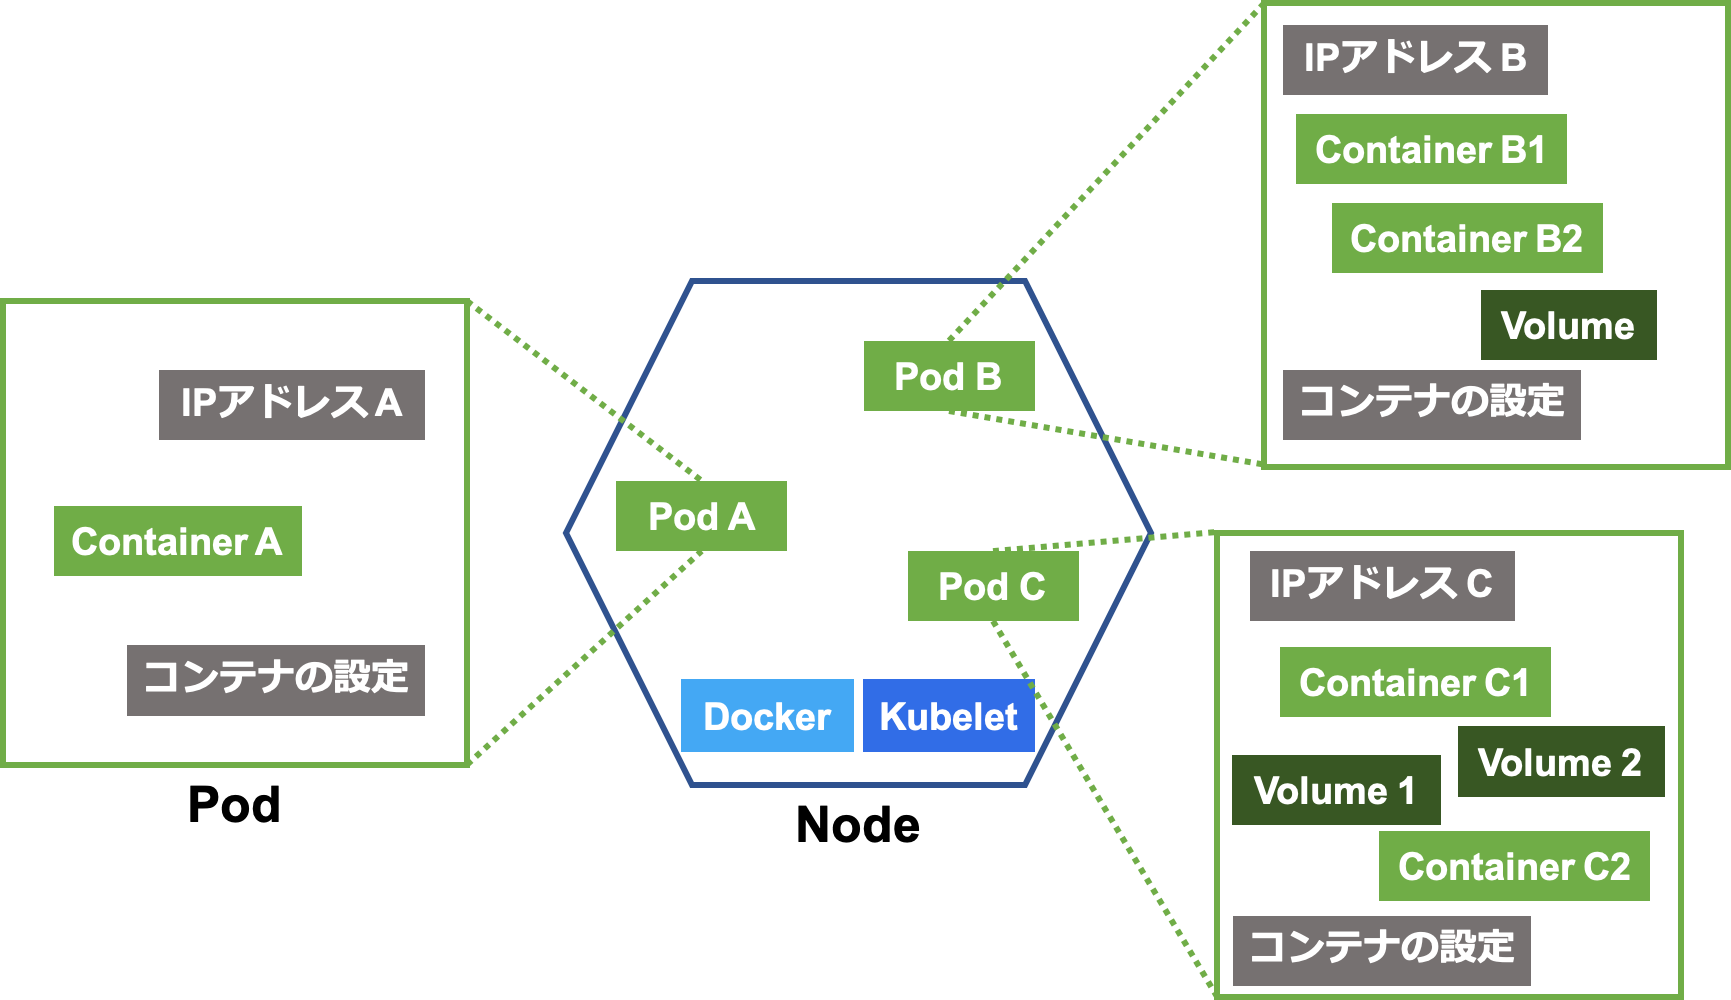 IPアドレス A
Container A
コンテナの設定
Pod
Pod A
Pod B
Pod C
Docker
Kubelet
Node
IPアドレス B
Container B1
Container B2
Volume
コンテナの設定
IPアドレス C
Container C1
Volume 2
Volume 1
Container C2
コンテナの設定